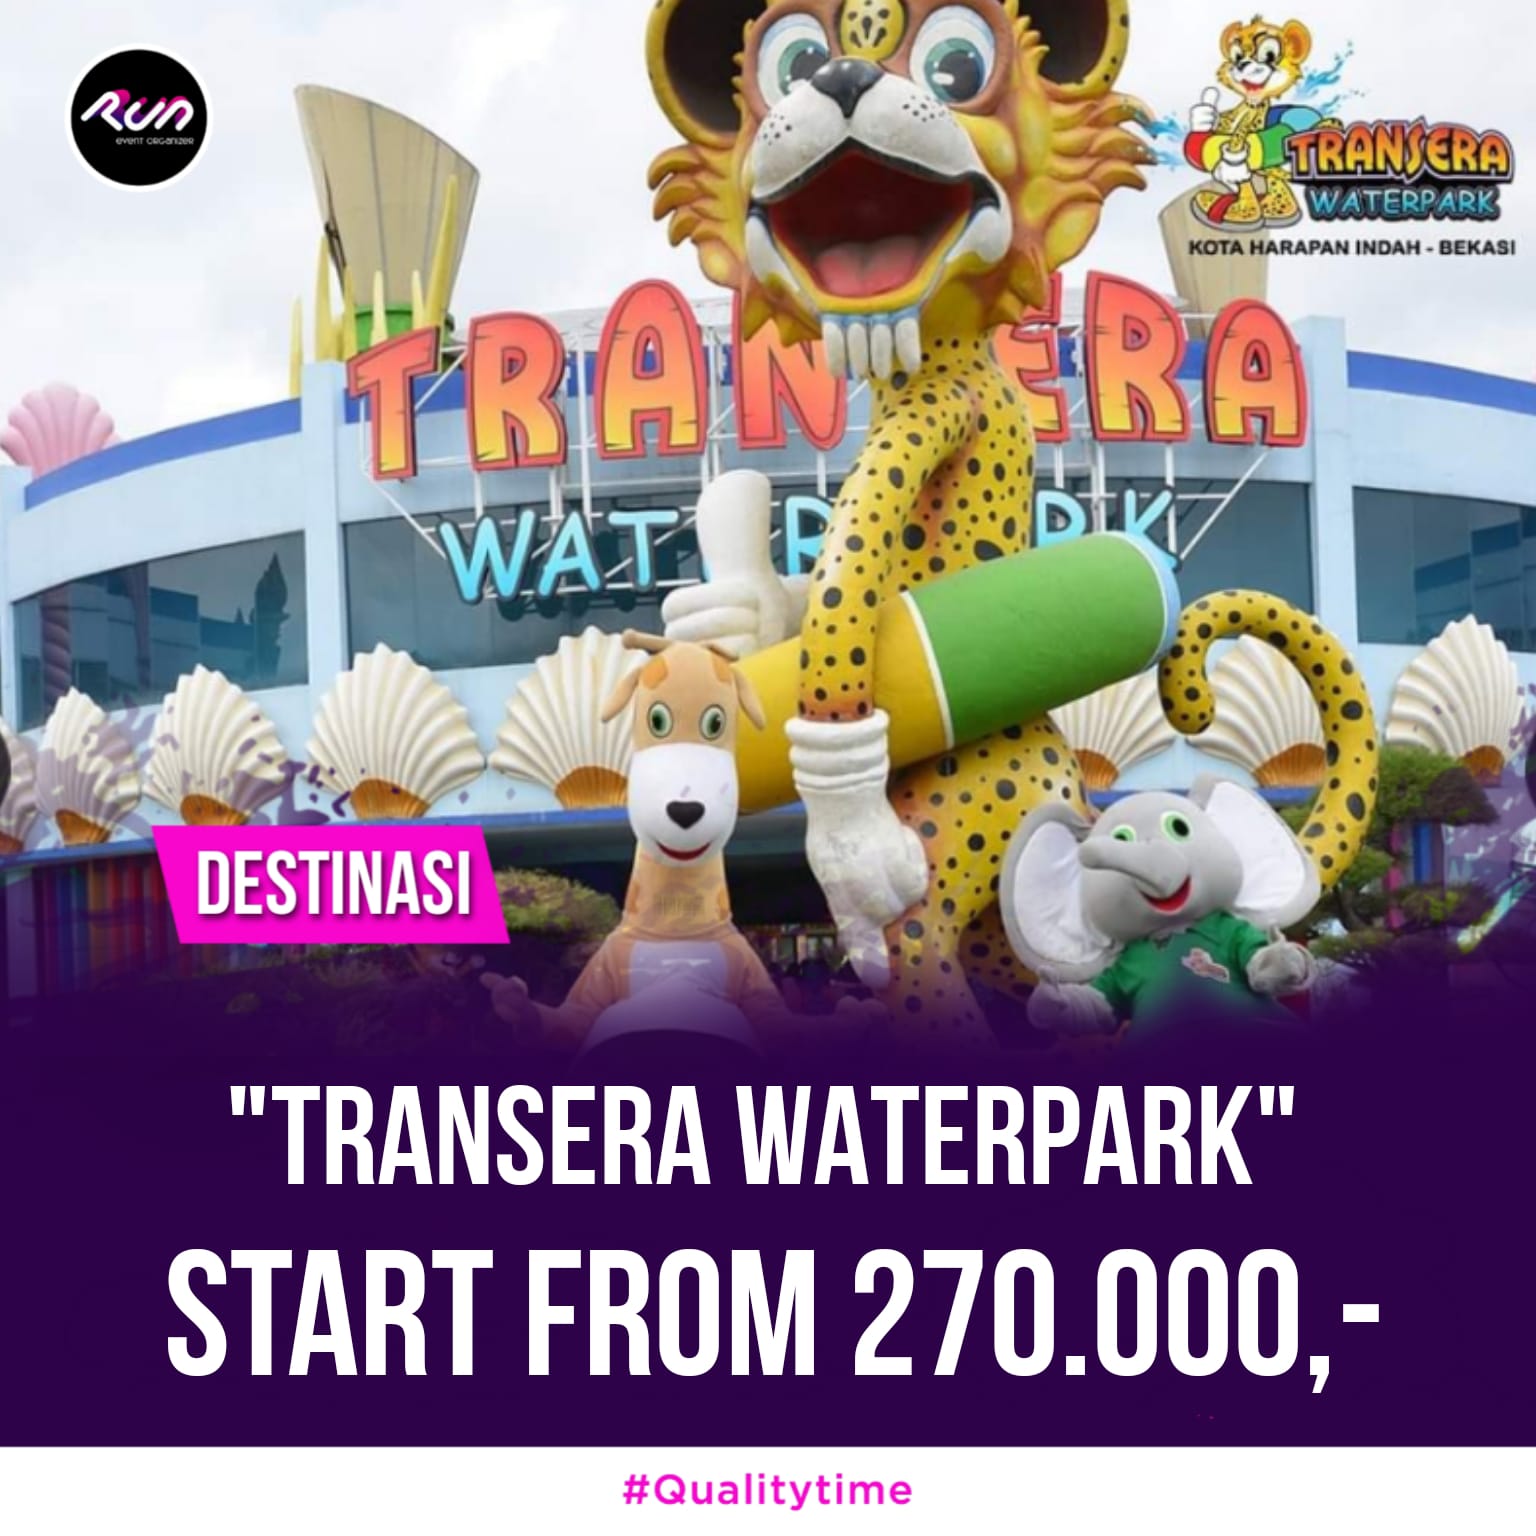 Run
EVENT ORGANIZER
TRANSERA
WATERPARK
KOTA HARAPAN INDAH - BEKASI
TRAN ERA
WAT R P RK
DESTINASI
"TRANSERA WATERPARK"
START FROM 270.000,-
#Qualitytime